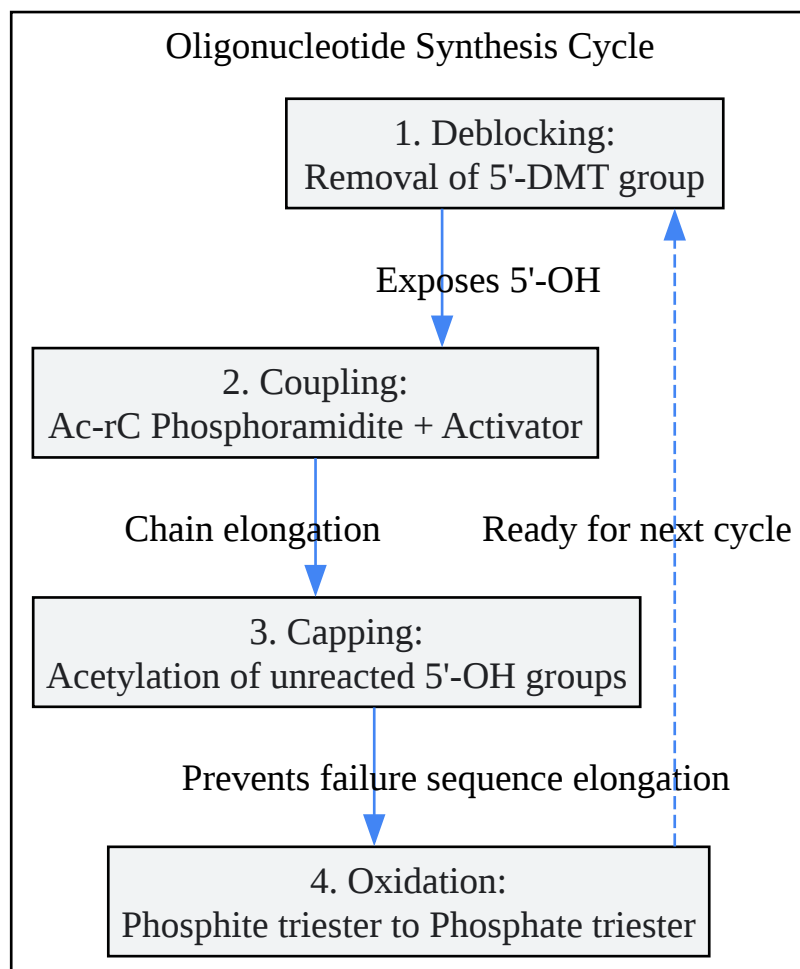 Oligonucleotide Synthesis Cycle
1. Deblocking:
Removal of 5'-DMT group
Exposes 5'-OH
2. Coupling:
Ac-rC Phosphoramidite + Activator
Chain elongation
Ready for next cycle
3. Capping:
Acetylation of unreacted 5'-OH groups
Prevents failure sequence elongation
4. Oxidation:
Phosphite triester to Phosphate triester